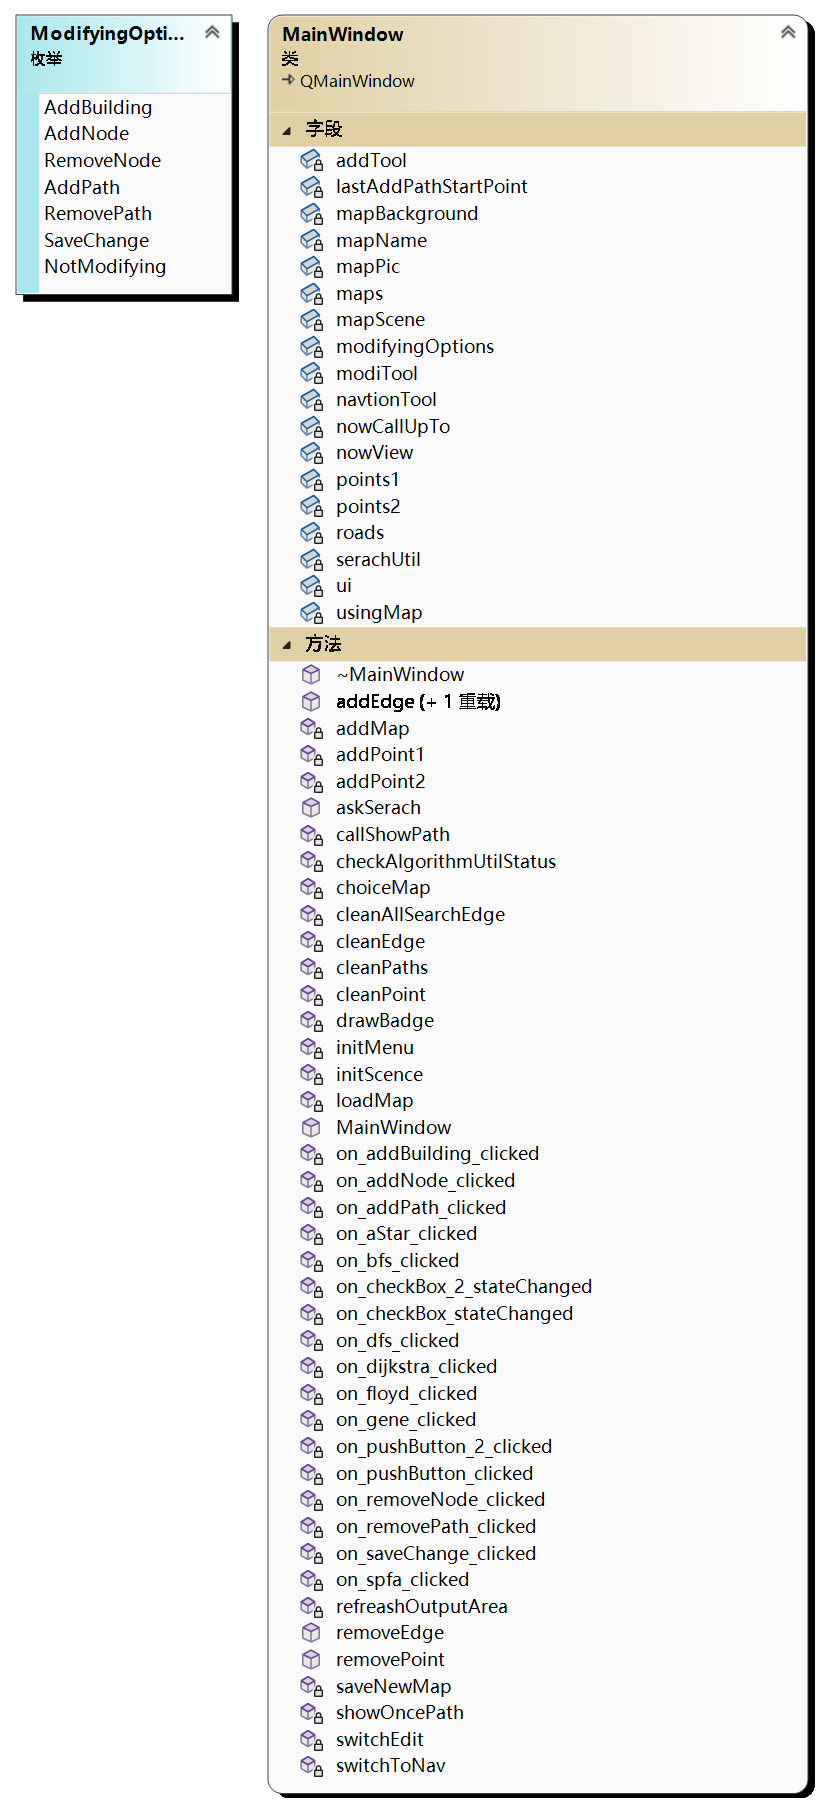 ModifyingOpti...
枚举
AddBuilding
AddNode
RemoveNode
AddPath
RemovePath
SaveChange
NotModifying
MainWindow
类
QMainWindow
字段
addTool
lastAddPathStartPoint
mapBackground
mapName
mapPic
maps
mapScene
modifyingOptions
modiTool
navtionTool
nowCallUpTo
nowView
points1
points2
roads
serachUtil
ui
usingMap
方法
~MainWindow
addEdge (+ 1 重载)
addMap
addPoint1
addPoint2
askSerach
callShowPath
checkAlgorithmUtilStatus
choiceMap
cleanAllSearchEdge
cleanEdge
cleanPaths
cleanPoint
drawBadge
initMenu
initScence
loadMap
MainWindow
on_addBuilding_clicked
on_addNode_clicked
on_addPath_clicked
on_aStar_clicked
on_bfs_clicked
on_checkBox_2_stateChanged
on_checkBox_stateChanged
on_dfs_clicked
on_dijkstra_clicked
on_floyd_clicked
on_gene_clicked
on_pushButton_2_clicked
on_pushButton_clicked
on_removeNode_clicked
on_removePath_clicked
on_saveChange_clicked
on_spfa_clicked
refreashOutputArea
removeEdge
removePoint
saveNewMap
showOncePath
switchEdit
switchToNav